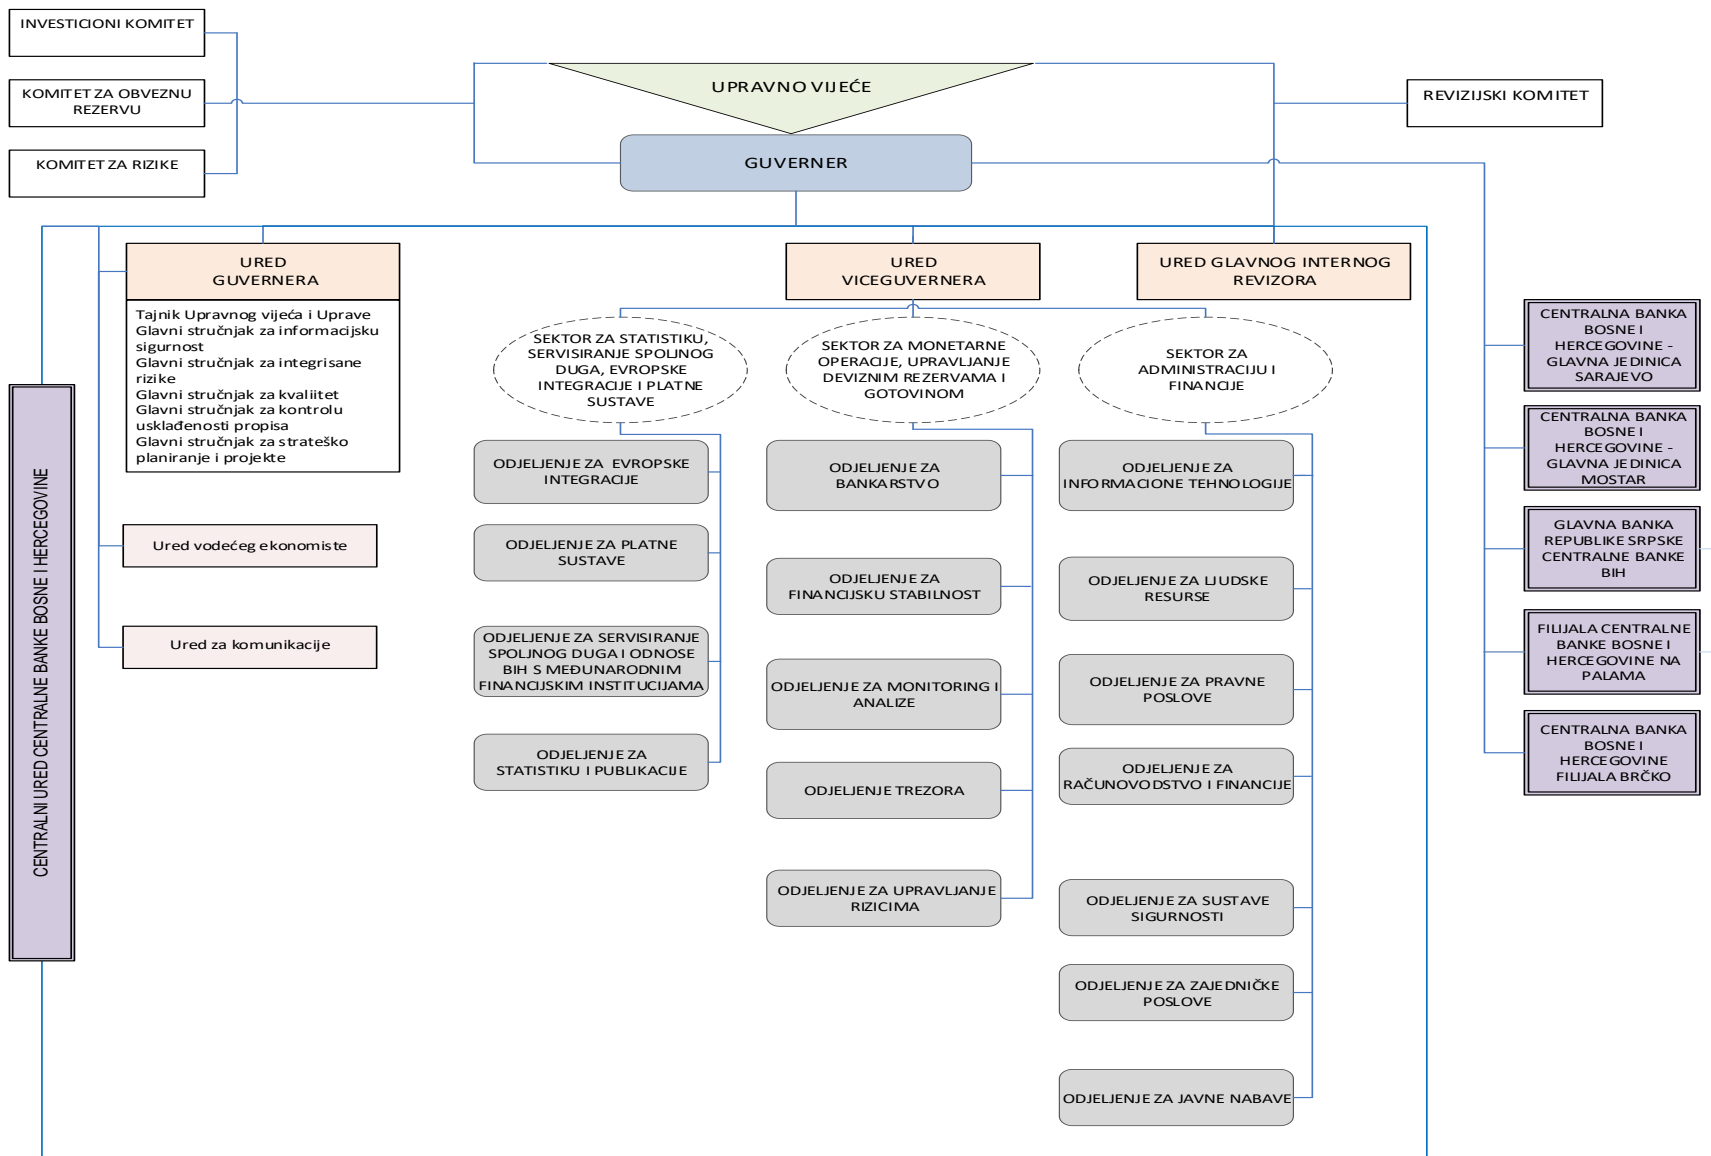 INVESTICIONI KOMITET
KOMITET ZA OBVEZNU
REZERVU
KOMITET ZA RIZIKE
UPRAVNO VIJEĆE
GUVERNER
REVIZIJSKI KOMITET
CENTRALNI URED CENTRALNE BANKE BOSNE I HERCEGOVINE
URED
GUVERNERA
Tajnik Upravnog vijeća i Uprave
Glavni stručnjak za informacijsku
sigurnost
Glavni stručnjak za integrisane
rizike
Glavni stručnjak za kvaliitet
Glavni stručnjak za kontrolu
usklađenosti propisa
Glavni stručnjak za strateško
planiranje i projekte
Ured vodećeg ekonomiste
Ured za komunikacije
URED
VICEGUVERNERA
URED GLAVNOG INTERNOG
REVIZORA
SEKTOR ZA STATISTIKU,
SERVISIRANJE SPOLJNOG
DUGA, EVROPSKE
INTEGRACIJE I PLATNE
SUSTAVE
ODJELJENJE ZA EVROPSKE
INTEGRACIJE
ODJELJENJE ZA PLATNE
SUSTAVE
ODJELJENJE ZA SERVISIRANJE
SPOLJNOG DUGA I ODNOSE
BIH S MEĐUNARODNIM
FINANCIJSKIM INSTITUCIJAMA
ODJELJENJE ZA
STATISTIKU I PUBLIKACIJE
SEKTOR ZA MONETARNE
OPERACIJE, UPRAVLJANJE
DEVIZNIM REZERVAMA I
GOTOVINOM
ODJELJENJE ZA
BANKARSTVO
ODJELJENJE ZA
FINANCIJSKU STABILNOST
ODJELJENJE ZA MONITORING I
ANALIZE
ODJELJENJE TREZORA
ODJELJENJE ZA UPRAVLJANJE
RIZICIMA
SEKTOR ZA
ADMINISTRACIJU I
FINANCIJE
ODJELJENJE ZA
INFORMACIONE TEHNOLOGIJE
ODJELJENJE ZA LJUDSKE
RESURSE
ODJELJENJE ZA PRAVNE
POSLOVE
ODJELJENJE ZA
RAČUNOVODSTVO I FINANCIJE
ODJELJENJE ZA SUSTAVE
SIGURNOSTI
ODJELJENJE ZA ZAJEDNIČKE
POSLOVE
ODJELJENJE ZA JAVNE NABAVE
CENTRALNA BANKA
BOSNE I
HERCEGOVINE -
GLAVNA JEDINICA
SARAJEVO
CENTRALNA BANKA
BOSNE I
HERCEGOVINE -
GLAVNA JEDINICA
MOSTAR
GLAVNA BANKA
REPUBLIKE SRPSKE
CENTRALNE BANKE
BIH
FILIJALA CENTRALNE
BANKE BOSNE I
HERCEGOVINE NA
PALAMA
CENTRALNA BANKA
BOSNE I
HERCEGOVINE
FILIJALA BRČKO